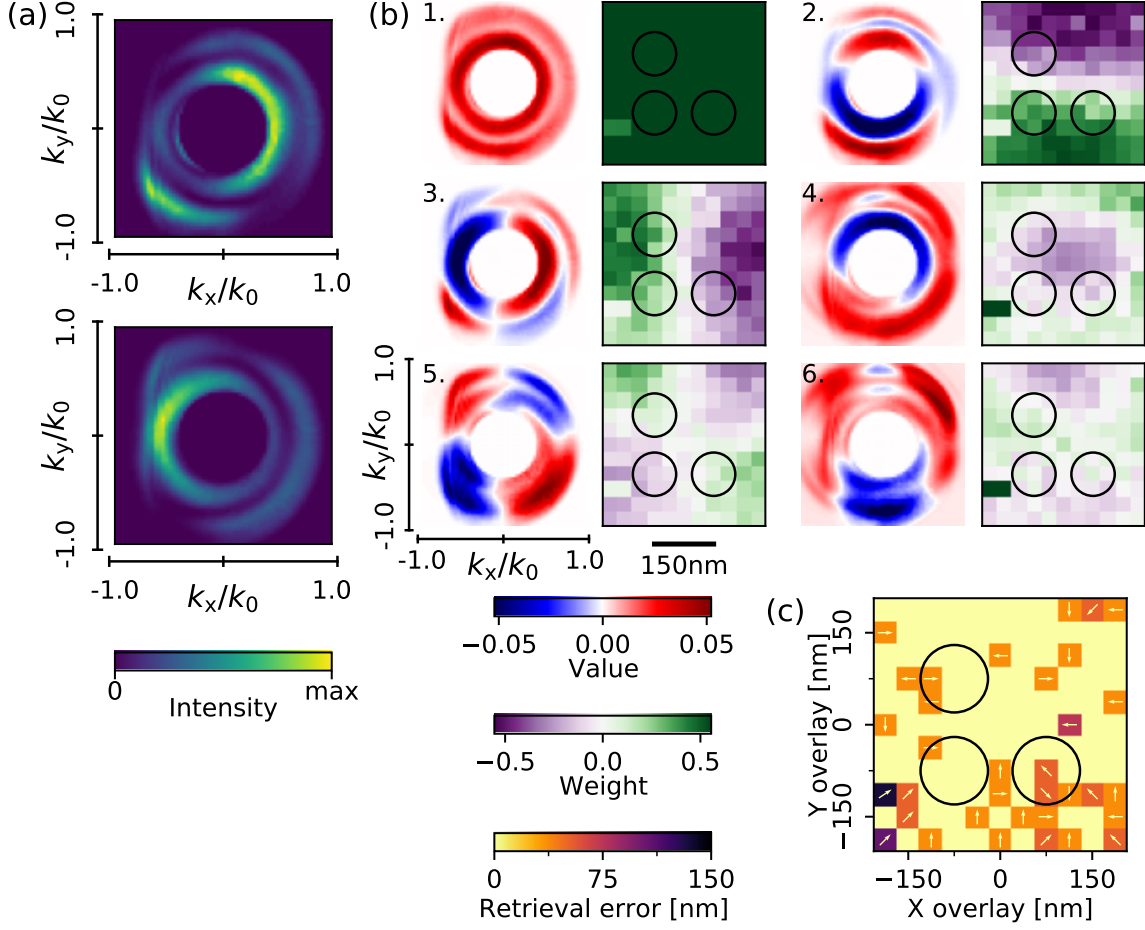 (a)
1.0
ky/k0
-1.0
-1.0
kx/k0
1.0
1.0
ky/k0
-1.0
-1.0
kx/k0
1.0
0
max
Intensity
(b)
1.
2.
3.
4.
5.
6.
1.0
ky/k0
-1.0
-1.0
kx/k0
1.0
150nm
−0.05
0.00
0.05
Value
−0.5
0.0
0.5
Weight
0
75
150
Retrieval error [nm]
(c)
150
0
−150
Y overlay [nm]
−150
0
150
X overlay [nm]